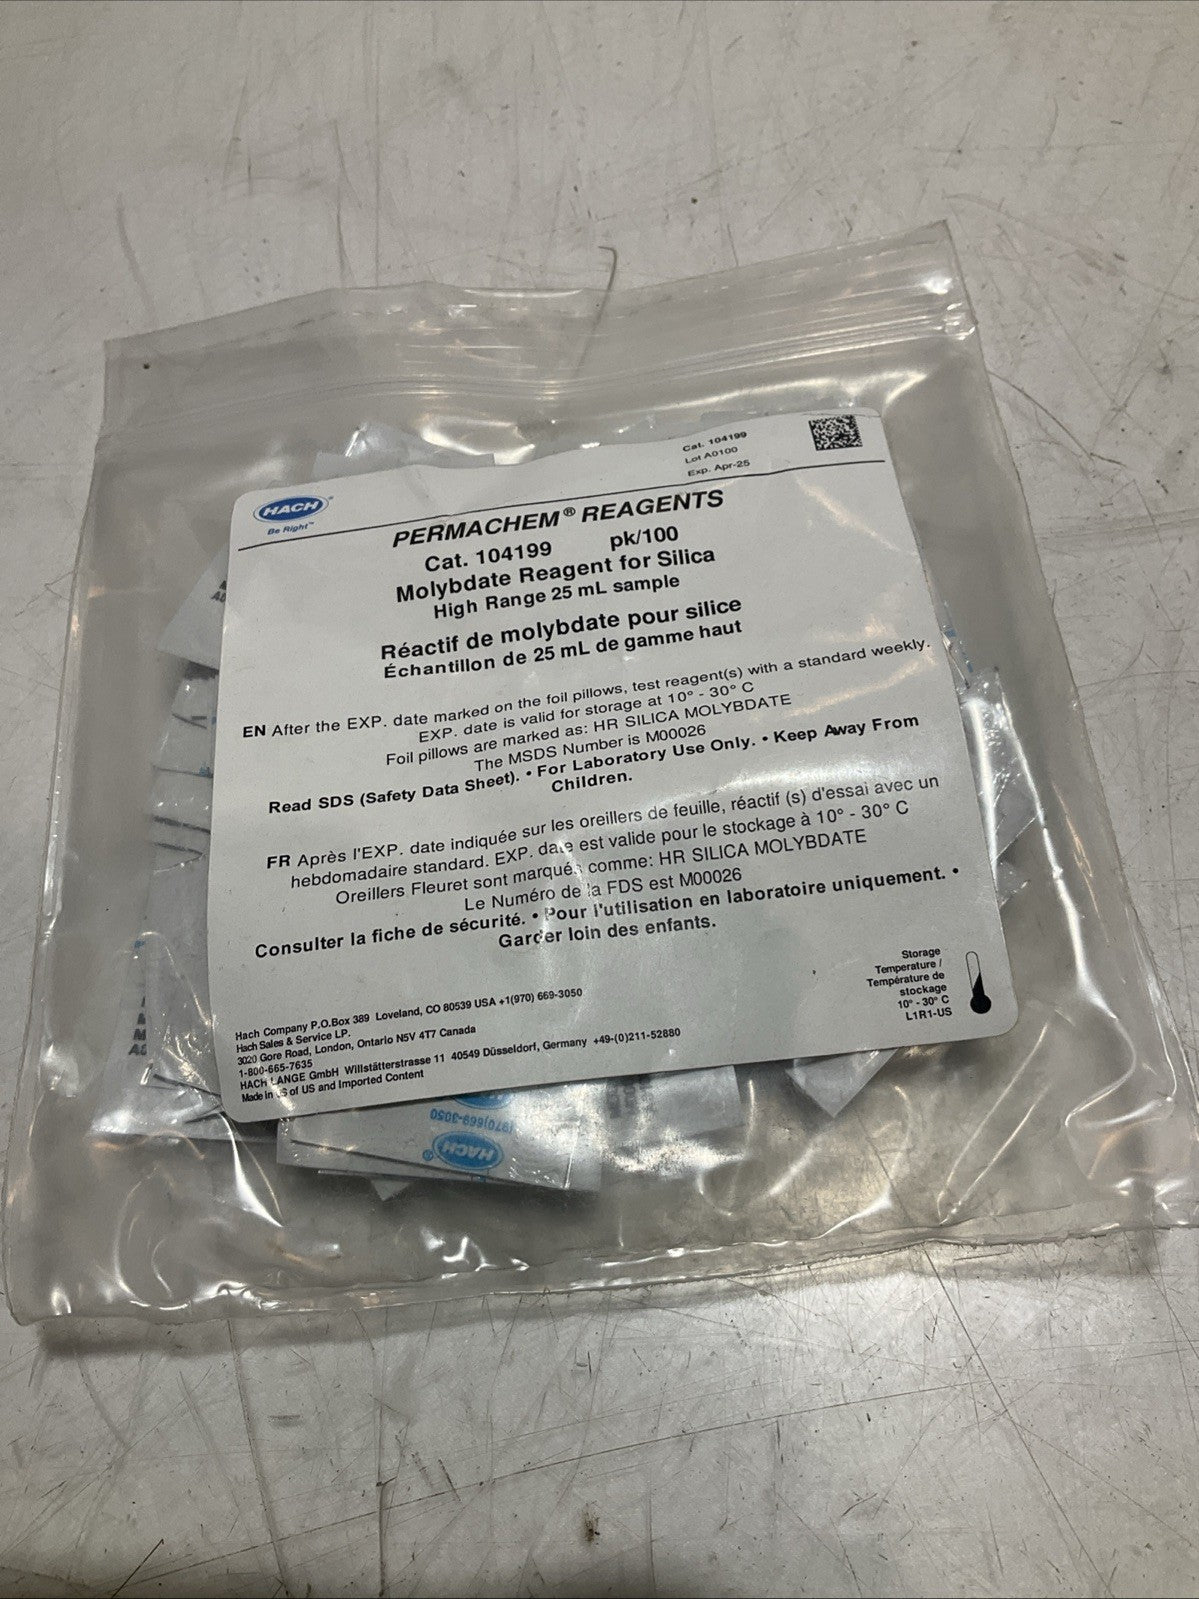 Cat. 104199
Lot A0100
Exp. Apr-25
HACH®
Be Right™
PERMACHEM® REAGENTS
Cat. 104199 pk/100
Molybdate Reagent for Silica
High Range 25 mL sample
Réactif de molybdate pour silice
Échantillon de 25 mL de gamme haut
EN After the EXP. date marked on the foil pillows, test reagent(s) with a standard weekly.
EXP. date is valid for storage at 10° - 30° C
Foil pillows are marked as: HR SILICA MOLYBDATE
The MSDS Number is M00026
Read SDS (Safety Data Sheet). • For Laboratory Use Only. • Keep Away From
Children.
FR Après l'EXP. date indiquée sur les oreillers de feuille, réactif (s) d'essai avec un
hebdomadaire standard. EXP. date est valide pour le stockage à 10° - 30° C
Oreillers Fleuret sont marqués comme: HR SILICA MOLYBDATE
Le Numéro de la FDS est M00026
Consulter la fiche de sécurité. • Pour l'utilisation en laboratoire uniquement. •
Garder loin des enfants.
Storage
Temperature /
Température de
stockage
10° - 30° C
L1R1-US
Hach Company P.O.Box 389 Loveland, CO 80539 USA +1(970) 669-3050
Hach Sales & Service LP.
3020 Gore Road, London, Ontario N5V 4T7 Canada
1-800-665-7635
HACH LANGE GmbH Willstätterstrasse 11 40549 Düsseldorf, Germany +49-(0)211-52880
Made in US of US and Imported Content
(970)669-3050
HACH®